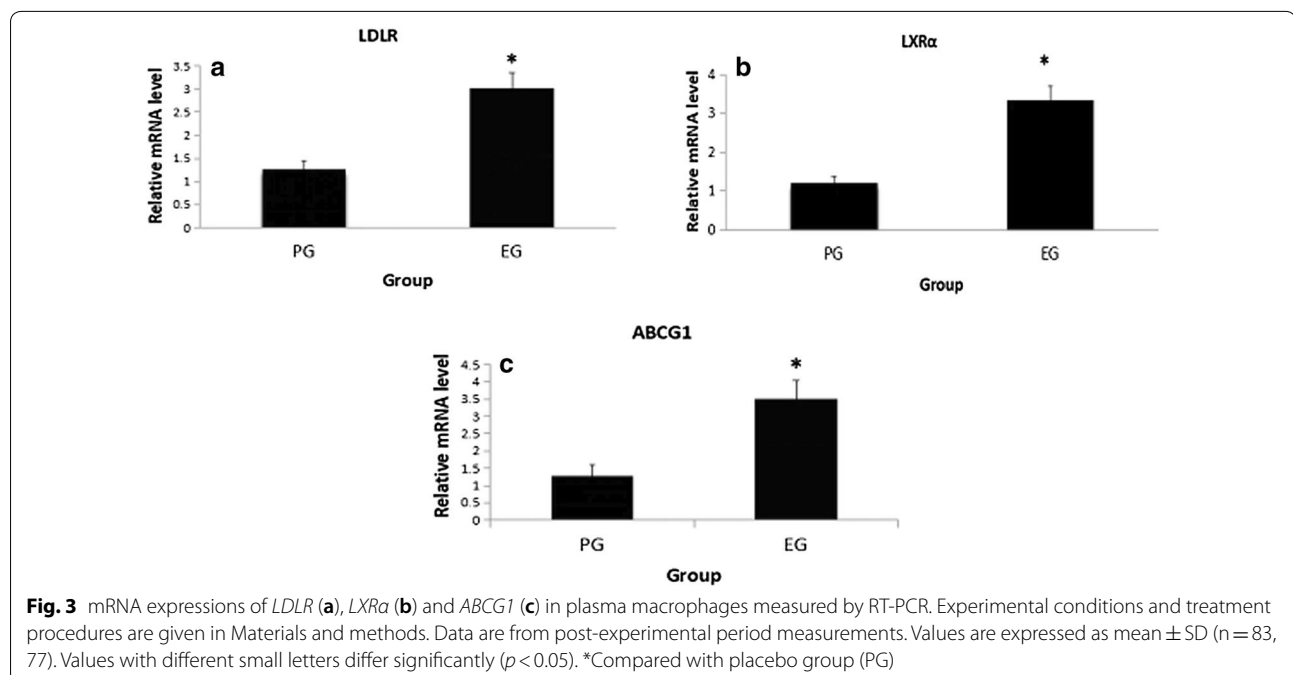 LDLR
a
*
3.5
3
2.5
2
1.5
1
0.5
0
Relative mRNA level
PG EG
Group
LXRα
b
*
4
3
2
1
0
Relative mRNA level
PG EG
Group
ABCG1
c
*
4.5
4
3.5
3
2.5
2
1.5
1
0.5
0
Relative mRNA level
PG EG
Group
Fig. 3 mRNA expressions of LDLR (a), LXRα (b) and ABCG1 (c) in plasma macrophages measured by RT-PCR. Experimental conditions and treatment
procedures are given in Materials and methods. Data are from post-experimental period measurements. Values are expressed as mean ± SD (n = 83,
77). Values with different small letters differ significantly (p < 0.05). *Compared with placebo group (PG)